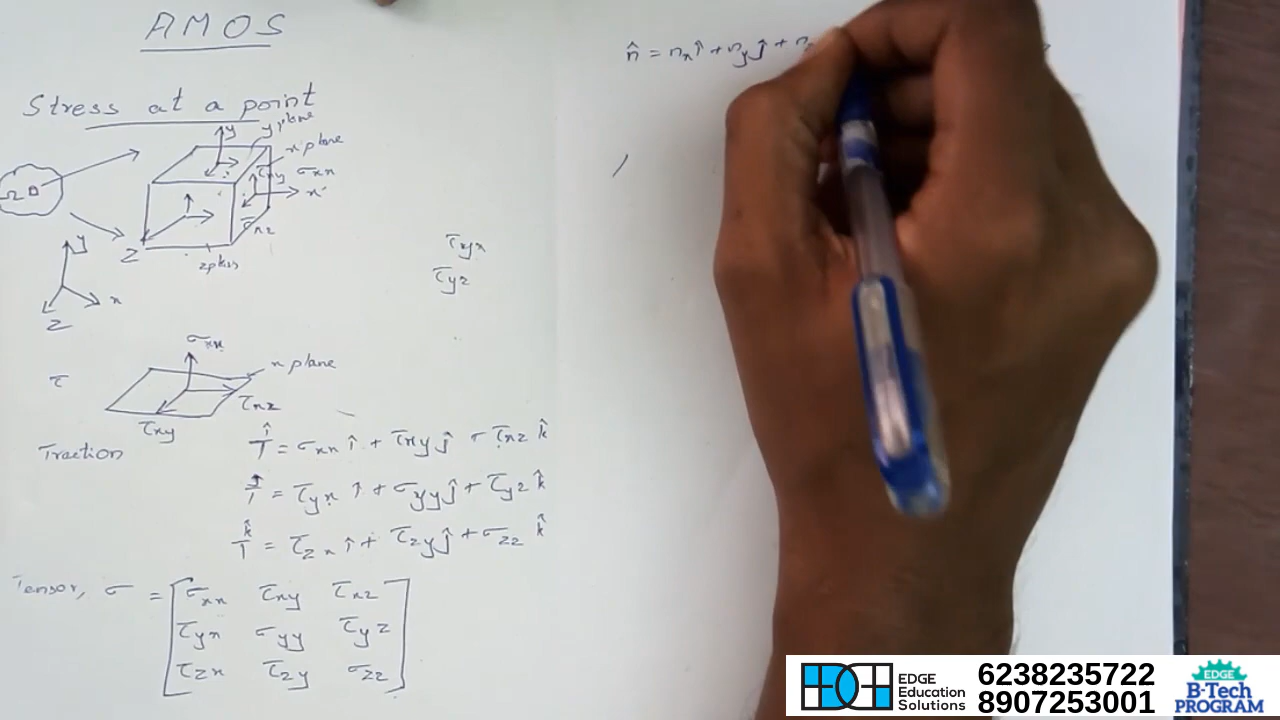 AMOS
Stress at a point
y
y plane
x plane
τxy σxx
x
τxz
z
z plane
y
x
z
τyx
τyz
σxx
x plane
τ
τxz
τxy
Traction
î
T = σxx î + τxy ĵ + τxz k̂
ĵ
T = τyx î + σyy ĵ + τyz k̂
k̂
T = τzx î + τzy ĵ + σzz k̂
Tensor, σ = [σxx τxy τxz
τyx σyy τyz
τzx τzy σzz]
n̂ = nx î + ny ĵ + nz
EDGE
Education
Solutions
6238235722
8907253001
EDGE
B-Tech
PROGRAM